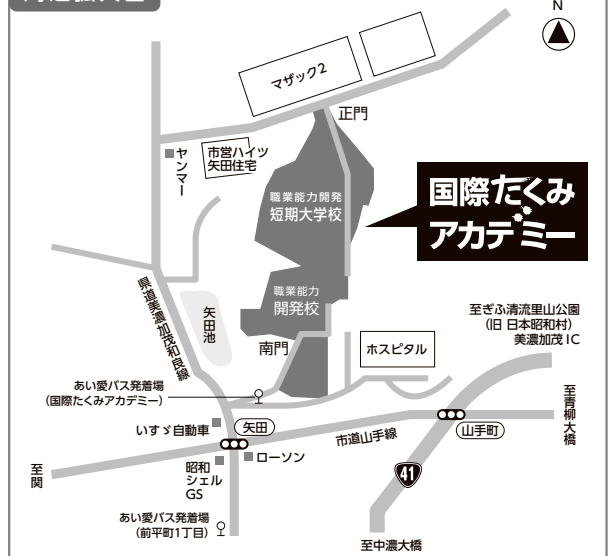 N
マザック2
正門
ヤンマー
市営ハイツ
矢田住宅
職業能力開発
短期大学校
国際たくみ
アカデミー
職業能力
開発校
県道美濃加茂和良線
矢田池
南門
ホスピタル
至ぎふ清流里山公園
(旧 日本昭和村)
美濃加茂IC
あい愛バス発着場
(国際たくみアカデミー)
至青柳大橋
いすゞ自動車
矢田
市道山手線
山手町
至関
昭和
シェル
GS
ローソン
41
あい愛バス発着場
(前平町1丁目)
至中濃大橋